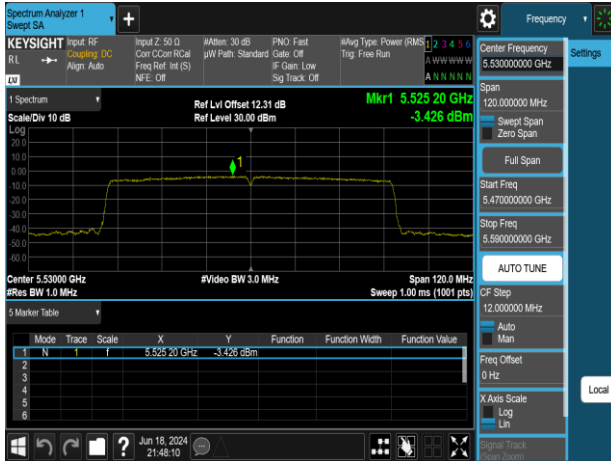 Spectrum Analyzer 1
Swept SA
+
Frequency
KEYSIGHT
RL
LXI
Input: RF
Coupling: DC
Align: Auto
Input Z: 50 Ω
Corr CCorr RCal
Freq Ref: Int (S)
NFE: Off
#Atten: 30 dB
µW Path: Standard
PNO: Fast
Gate: Off
IF Gain: Low
Sig Track: Off
#Avg Type: Power (RMS
Trig: Free Run
1 2 3 4 5 6
A W W W W W
A N N N N N
1 Spectrum
Scale/Div 10 dB
Log
Ref Lvl Offset 12.31 dB
Ref Level 30.00 dBm
Mkr1 5.525 20 GHz
-3.426 dBm
20.0
10.0
0.00
-10.0
-20.0
-30.0
-40.0
-50.0
-60.0
1
Center 5.53000 GHz
#Res BW 1.0 MHz
#Video BW 3.0 MHz
Span 120.0 MHz
Sweep 1.00 ms (1001 pts)
5 Marker Table
Mode Trace Scale X Y Function Function Width Function Value
1 N 1 f 5.525 20 GHz -3.426 dBm
2
3
4
5
6
Jun 18, 2024
21:48:10
?
Center Frequency
5.530000000 GHz
Span
120.000000 MHz
Swept Span
Zero Span
Full Span
Start Freq
5.470000000 GHz
Stop Freq
5.590000000 GHz
AUTO TUNE
CF Step
12.000000 MHz
Auto
Man
Freq Offset
0 Hz
X Axis Scale
Log
Lin
Signal Track
(Span Zoom)
Settings
Local